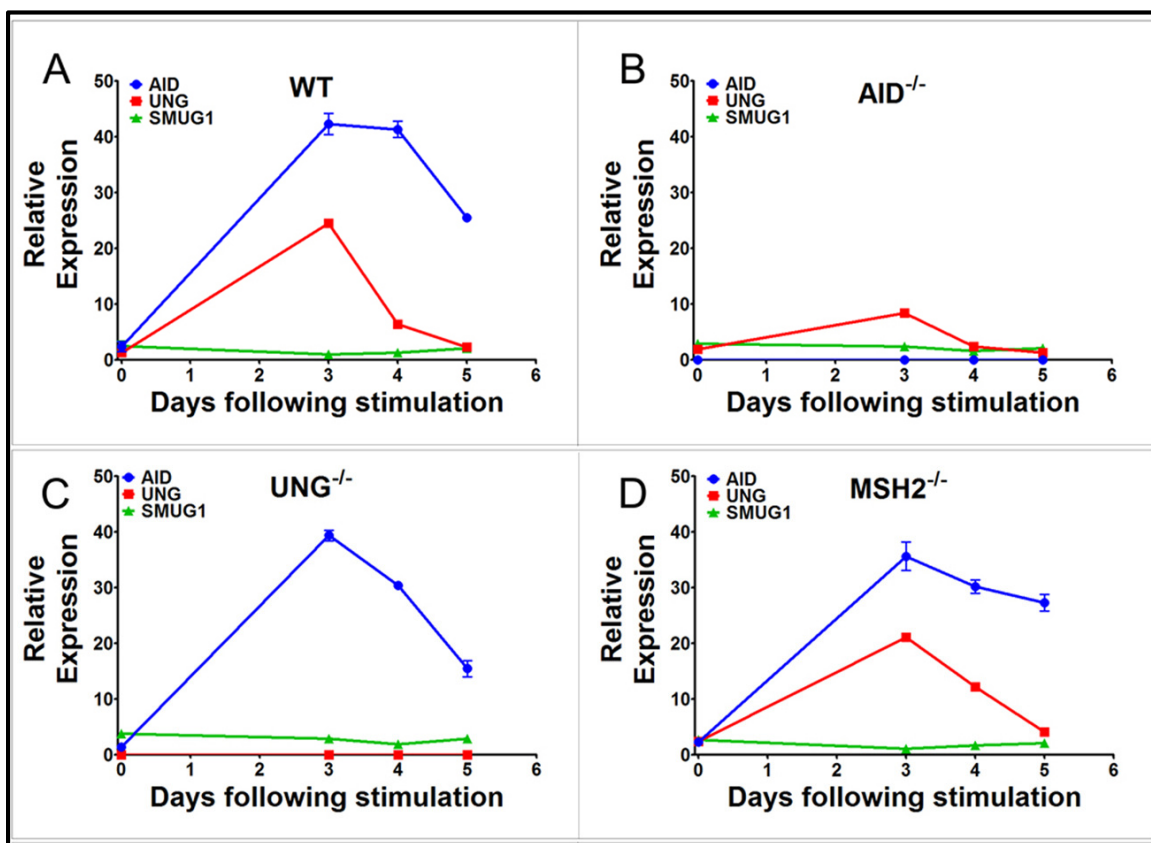 A
WT
AID
UNG
SMUG1
50
40
30
20
10
0
0 1 2 3 4 5 6
Relative
Expression
Days following stimulation
B
AID-/-
AID
UNG
SMUG1
50
40
30
20
10
0
0 1 2 3 4 5 6
Relative
Expression
Days following stimulation
C
UNG-/-
AID
UNG
SMUG1
50
40
30
20
10
0
0 1 2 3 4 5 6
Relative
Expression
Days following stimulation
D
MSH2-/-
AID
UNG
SMUG1
50
40
30
20
10
0
0 1 2 3 4 5 6
Relative
Expression
Days following stimulation